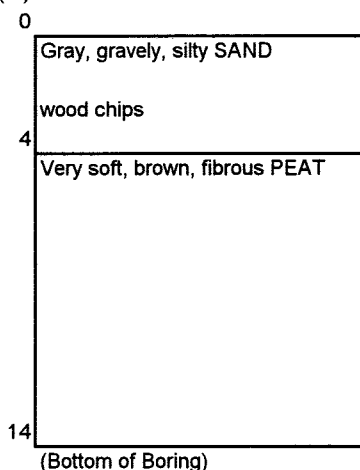 0
Gray, gravely, silty SAND
wood chips
4
Very soft, brown, fibrous PEAT
14
(Bottom of Boring)